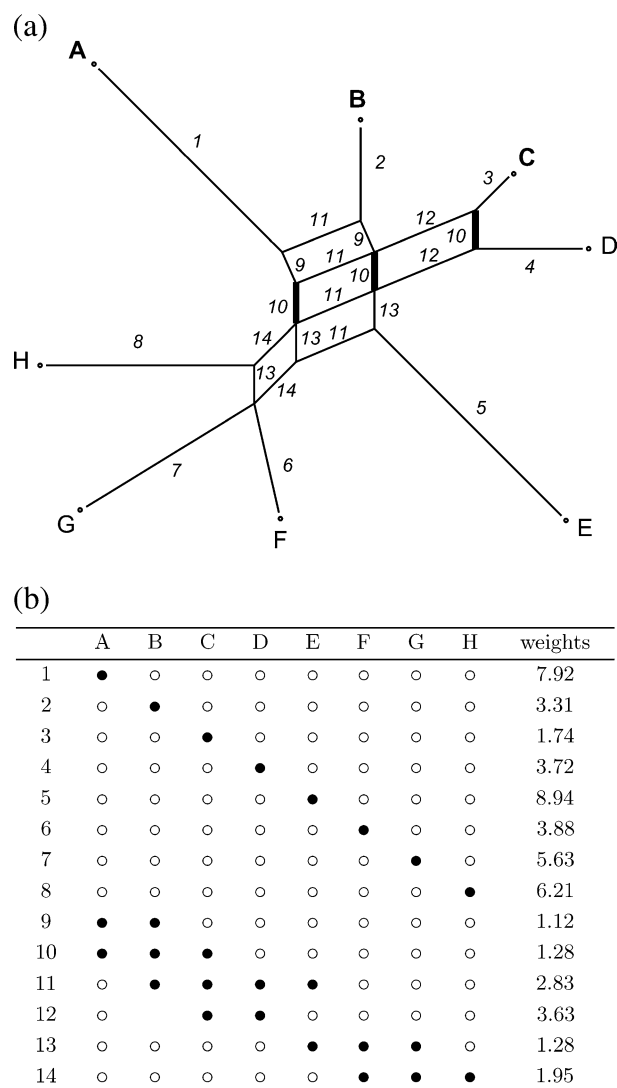 (a)
A
B
1
2
C
3
11
12
9
D
9
11
10
12
10
4
10
11
14
13
11
13
H
8
13
14
5
7
6
G
F
E
(b)
A B C D E F G H weights
1 ● ○ ○ ○ ○ ○ ○ ○ 7.92
2 ○ ● ○ ○ ○ ○ ○ ○ 3.31
3 ○ ○ ● ○ ○ ○ ○ ○ 1.74
4 ○ ○ ○ ● ○ ○ ○ ○ 3.72
5 ○ ○ ○ ○ ● ○ ○ ○ 8.94
6 ○ ○ ○ ○ ○ ● ○ ○ 3.88
7 ○ ○ ○ ○ ○ ○ ● ○ 5.63
8 ○ ○ ○ ○ ○ ○ ○ ● 6.21
9 ● ● ○ ○ ○ ○ ○ ○ 1.12
10 ● ● ● ○ ○ ○ ○ ○ 1.28
11 ○ ● ● ● ● ○ ○ ○ 2.83
12 ○ ● ● ○ ○ ○ ○ 3.63
13 ○ ○ ○ ○ ● ● ● ○ 1.28
14 ○ ○ ○ ○ ○ ● ● ● 1.95